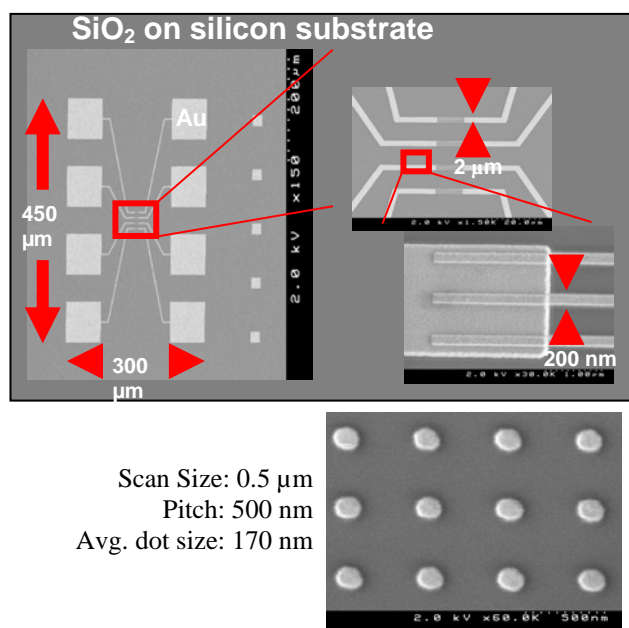 SiO₂ on silicon substrate
Au
450
µm
300
µm
2.0 kV x150 200µm
2 µm
2.0 kV x1.50K 20.0µm
200 nm
2.0 kV x30.0K 1.00µm
Scan Size: 0.5 µm
Pitch: 500 nm
Avg. dot size: 170 nm
2.0 kV x60.0K 500nm